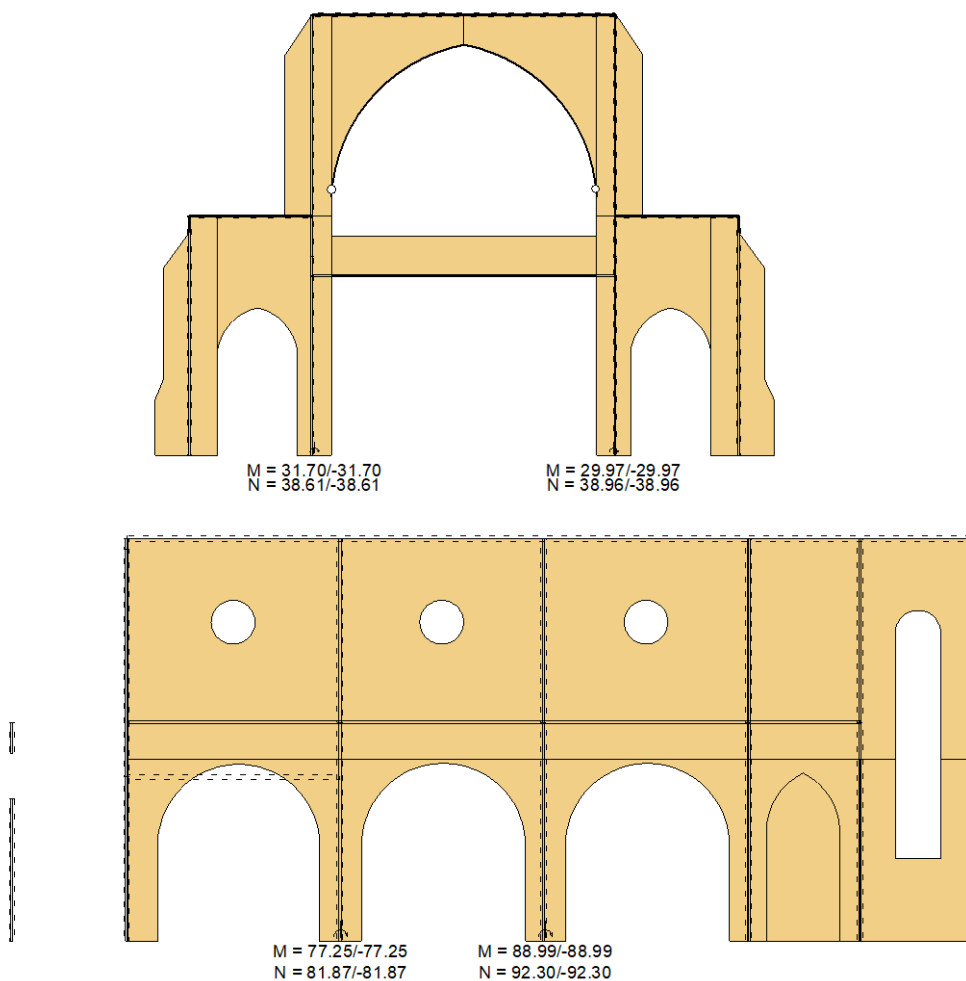 M = 31.70/-31.70
N = 38.61/-38.61
M = 29.97/-29.97
N = 38.96/-38.96
M = 77.25/-77.25
N = 81.87/-81.87
M = 88.99/-88.99
N = 92.30/-92.30